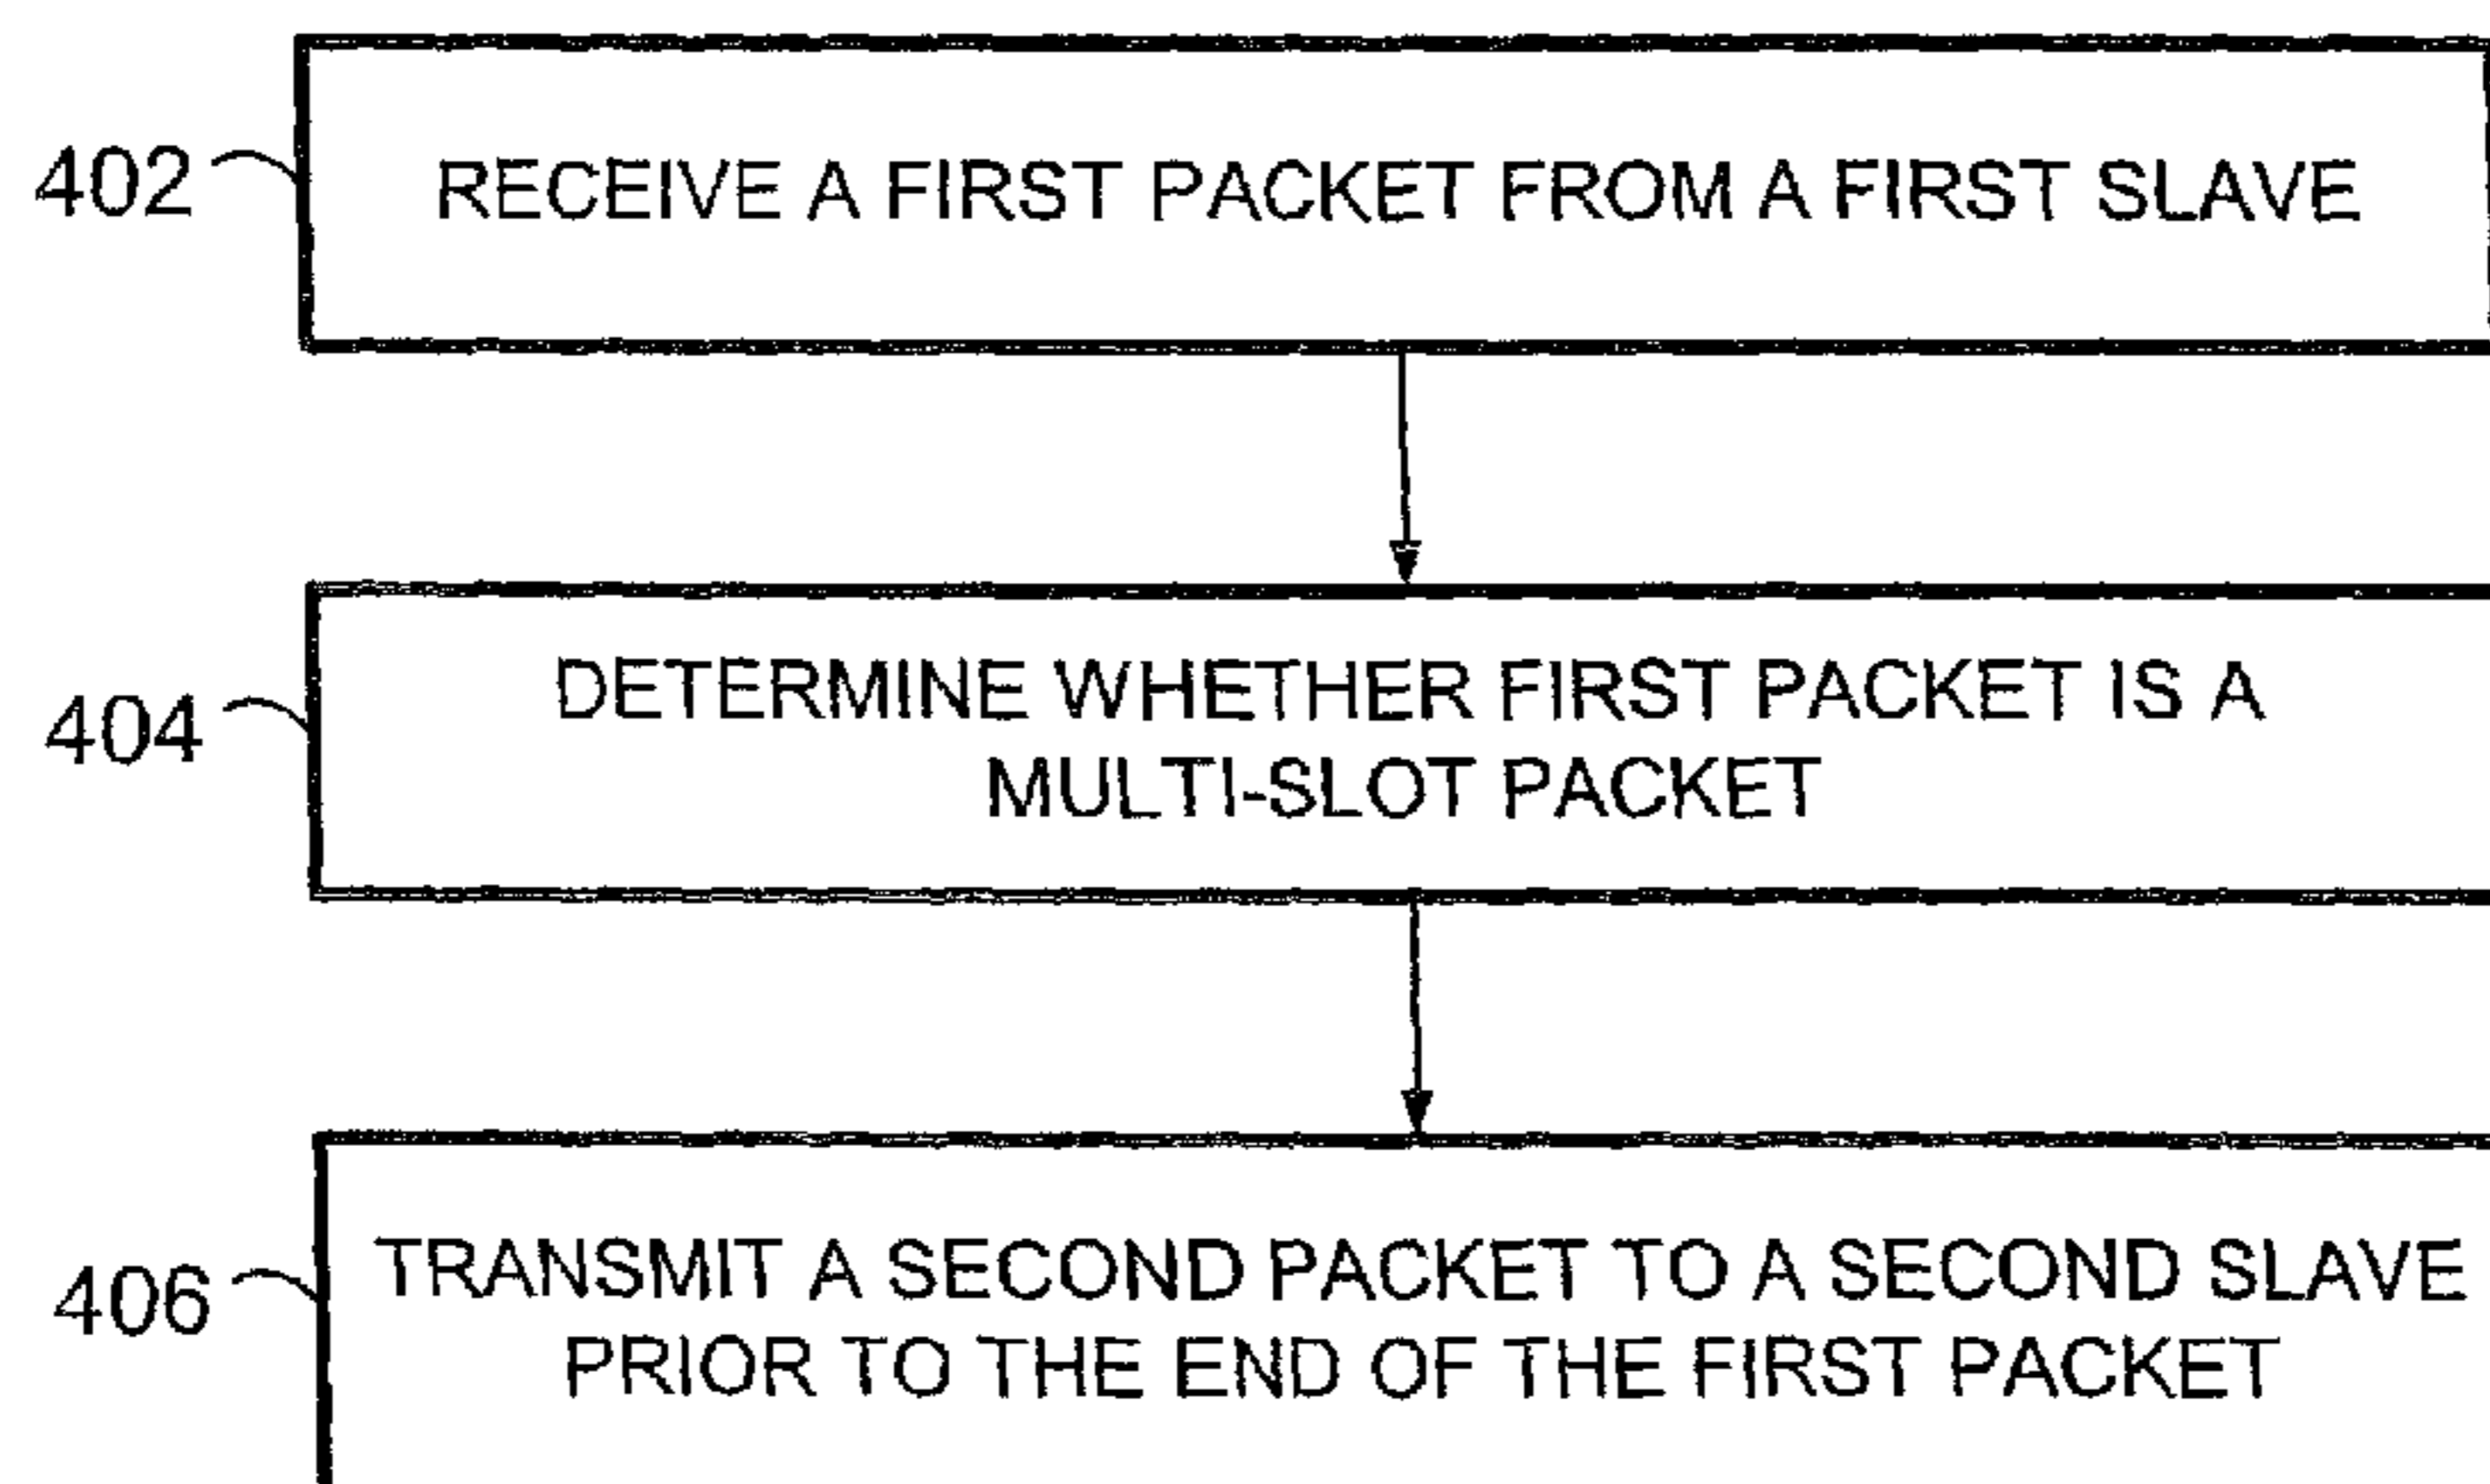 402
RECEIVE A FIRST PACKET FROM A FIRST SLAVE
404
DETERMINE WHETHER FIRST PACKET IS A
MULTI-SLOT PACKET
406
TRANSMIT A SECOND PACKET TO A SECOND SLAVE
PRIOR TO THE END OF THE FIRST PACKET